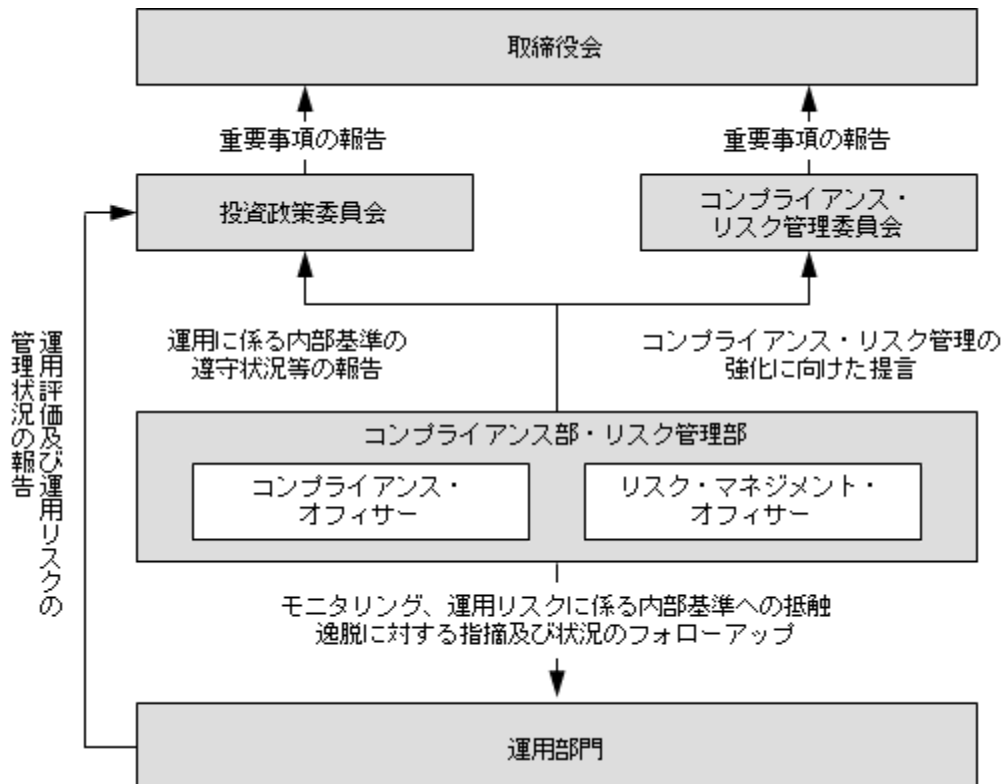 取締役会
重要事項の報告
重要事項の報告
投資政策委員会
コンプライアンス・
リスク管理委員会
運用に係る内部基準の
遵守状況等の報告
コンプライアンス・リスク管理の
強化に向けた提言
運用評価及び運用リスクの
管理状況の報告
コンプライアンス部・リスク管理部
コンプライアンス・
オフィサー
リスク・マネジメント・
オフィサー
モニタリング、運用リスクに係る内部基準への抵触
逸脱に対する指摘及び状況のフォローアップ
運用部門